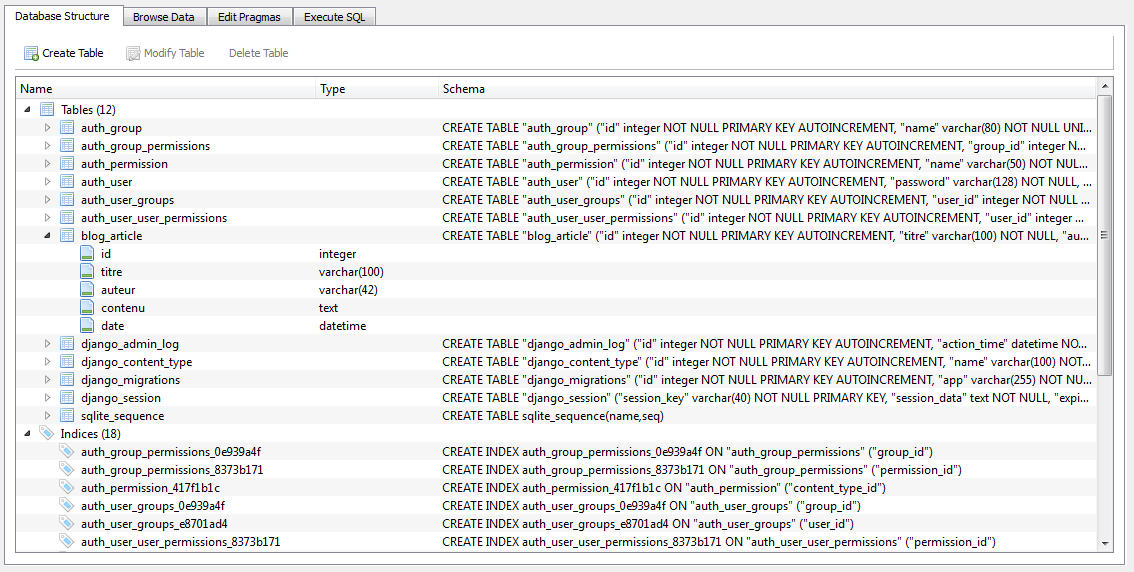 Database Structure Browse Data Edit Pragmas Execute SQL
Create Table Modify Table Delete Table
Name Type Schema
Tables (12)
auth_group CREATE TABLE "auth_group" ("id" integer NOT NULL PRIMARY KEY AUTOINCREMENT, "name" varchar(80) NOT NULL UNI...
auth_group_permissions CREATE TABLE "auth_group_permissions" ("id" integer NOT NULL PRIMARY KEY AUTOINCREMENT, "group_id" integer N...
auth_permission CREATE TABLE "auth_permission" ("id" integer NOT NULL PRIMARY KEY AUTOINCREMENT, "name" varchar(50) NOT NUL...
auth_user CREATE TABLE "auth_user" ("id" integer NOT NULL PRIMARY KEY AUTOINCREMENT, "password" varchar(128) NOT NULL, ...
auth_user_groups CREATE TABLE "auth_user_groups" ("id" integer NOT NULL PRIMARY KEY AUTOINCREMENT, "user_id" integer NOT NULL ...
auth_user_user_permissions CREATE TABLE "auth_user_user_permissions" ("id" integer NOT NULL PRIMARY KEY AUTOINCREMENT, "user_id" integer ...
blog_article CREATE TABLE "blog_article" ("id" integer NOT NULL PRIMARY KEY AUTOINCREMENT, "titre" varchar(100) NOT NULL, "au...
id integer
titre varchar(100)
auteur varchar(42)
contenu text
date datetime
django_admin_log CREATE TABLE "django_admin_log" ("id" integer NOT NULL PRIMARY KEY AUTOINCREMENT, "action_time" datetime NO...
django_content_type CREATE TABLE "django_content_type" ("id" integer NOT NULL PRIMARY KEY AUTOINCREMENT, "name" varchar(100) NOT...
django_migrations CREATE TABLE "django_migrations" ("id" integer NOT NULL PRIMARY KEY AUTOINCREMENT, "app" varchar(255) NOT NU...
django_session CREATE TABLE "django_session" ("session_key" varchar(40) NOT NULL PRIMARY KEY, "session_data" text NOT NULL, "expi...
sqlite_sequence CREATE TABLE sqlite_sequence(name,seq)
Indices (18)
auth_group_permissions_0e939a4f CREATE INDEX auth_group_permissions_0e939a4f ON "auth_group_permissions" ("group_id")
auth_group_permissions_8373b171 CREATE INDEX auth_group_permissions_8373b171 ON "auth_group_permissions" ("permission_id")
auth_permission_417f1b1c CREATE INDEX auth_permission_417f1b1c ON "auth_permission" ("content_type_id")
auth_user_groups_0e939a4f CREATE INDEX auth_user_groups_0e939a4f ON "auth_user_groups" ("group_id")
auth_user_groups_e8701ad4 CREATE INDEX auth_user_groups_e8701ad4 ON "auth_user_groups" ("user_id")
auth_user_user_permissions_8373b171 CREATE INDEX auth_user_user_permissions_8373b171 ON "auth_user_user_permissions" ("permission_id")